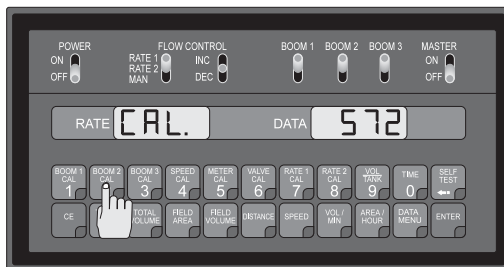 POWER
ON
OFF
FLOW CONTROL
RATE 1
RATE 2
MAN
INC
DEC
BOOM 1 BOOM 2 BOOM 3
MASTER
ON
OFF
RATE CAL. DATA 572
BOOM 1 CAL 1
BOOM 2 CAL
BOOM 3 CAL 3
SPEED CAL 4
METER CAL 5
VALVE CAL 6
RATE 1 CAL 7
RATE 2 CAL 8
VOL TANK 9
TIME 0
SELF TEST
CE
TOTAL VOLUME
FIELD AREA
FIELD VOLUME
DISTANCE
SPEED
VOL / MIN
AREA / HOUR
DATA MENU
ENTER